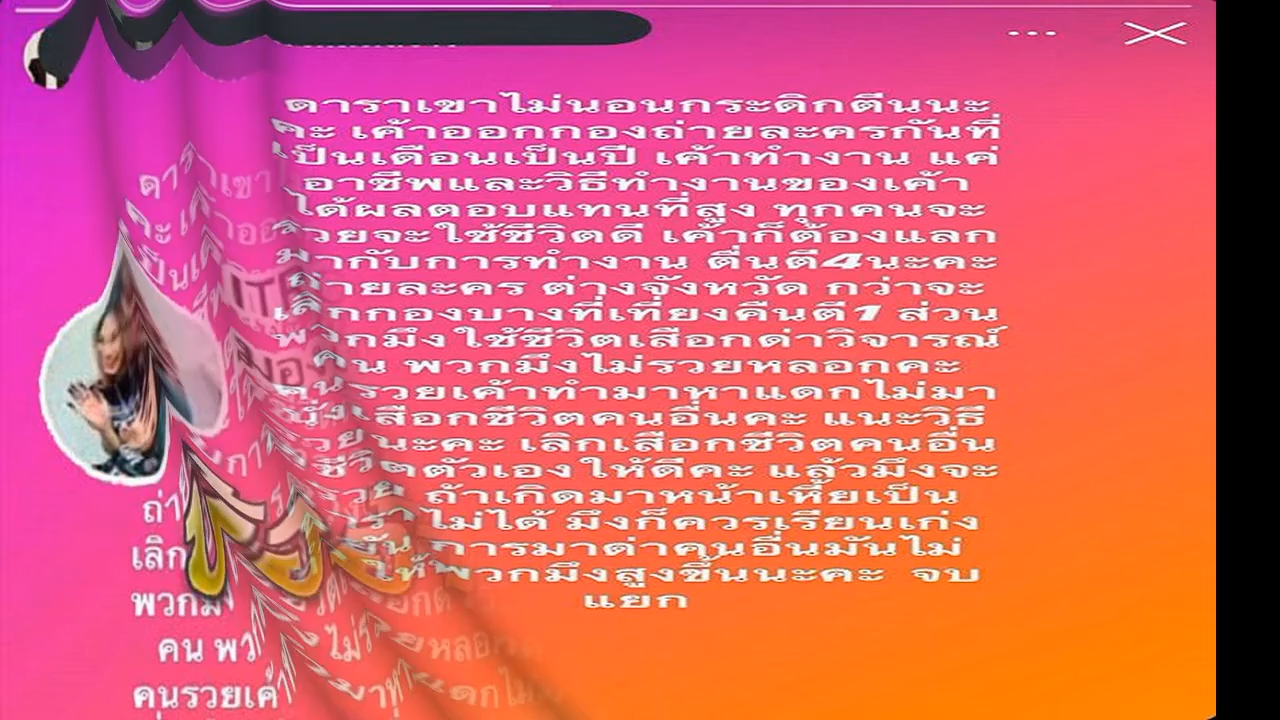 ดาราเขาไม่นอนกระดิกตีนนะ
คะ เค้าออกกองถ่ายละครกันที่
เป็นเดือนเป็นปี เค้าทำงาน แค่
อาชีพและวิธีทำงานของเค้า
ได้ผลตอบแทนที่สูง ทุกคนจะ
รวยจะใช้ชีวิตดี เค้าก็ต้องแลก
มากับการทำงาน ตื่นตี4นะคะ
ถ่ายละคร ต่างจังหวัด กว่าจะ
เลิกกองบางที่เที่ยงคืนตี1 ส่วน
พวกมึงใช้ชีวิตเสือกด่าวิจารณ์
คน พวกมึงไม่รวยหลอกคะ
คนรวยเค้าทำมาหาแดกไม่มา
นั่งเสือกชีวิตคนอื่นคะ แนะวิธี
รวยนะคะ เลิกเสือกชีวิตคนอื่น
ชีวิตตัวเองให้ดีคะ แล้วมึงจะ
รวย ถ้าเกิดมาหน้าเหี้ยเป็น
ไม่ได้ มึงก็ควรเรียนเก่ง
การมาด่าคนอื่นมันไม่
ให้พวกมึงสูงขึ้นนะคะ จบ
แยก
ถ่า
เลิก
พวกมึ
คน พว
คนรวยเค้า